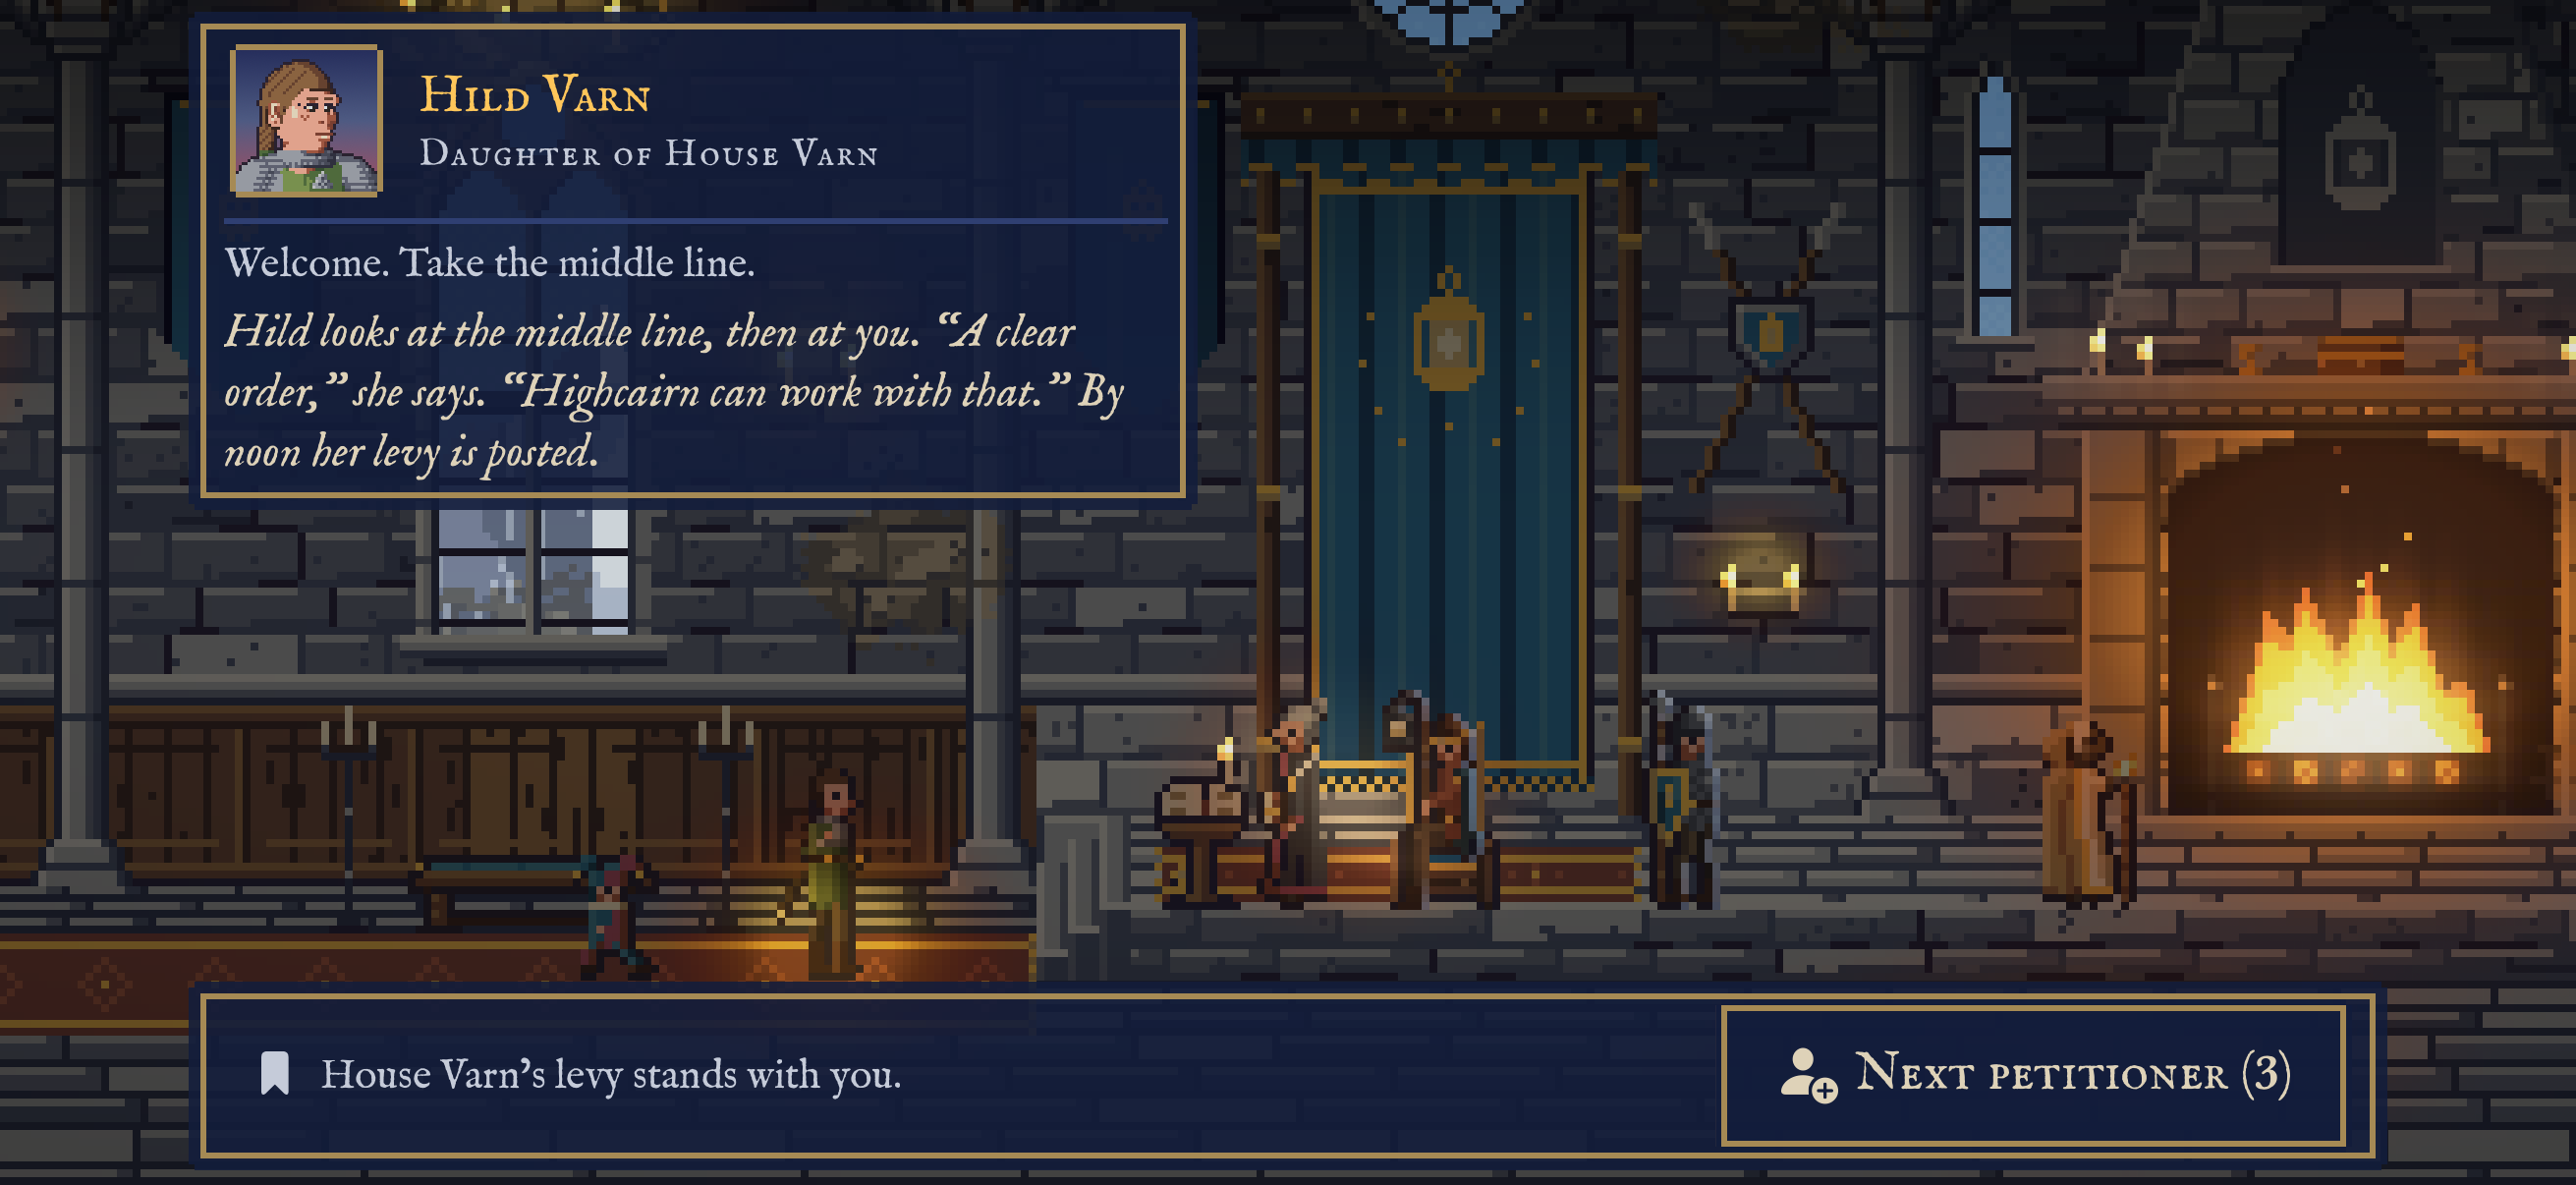 Hild Varn
Daughter of House Varn
Welcome. Take the middle line.
Hild looks at the middle line, then at you. “A clear
order,” she says. “Highcairn can work with that.” By
noon her levy is posted.
House Varn’s levy stands with you.
Next petitioner (3)